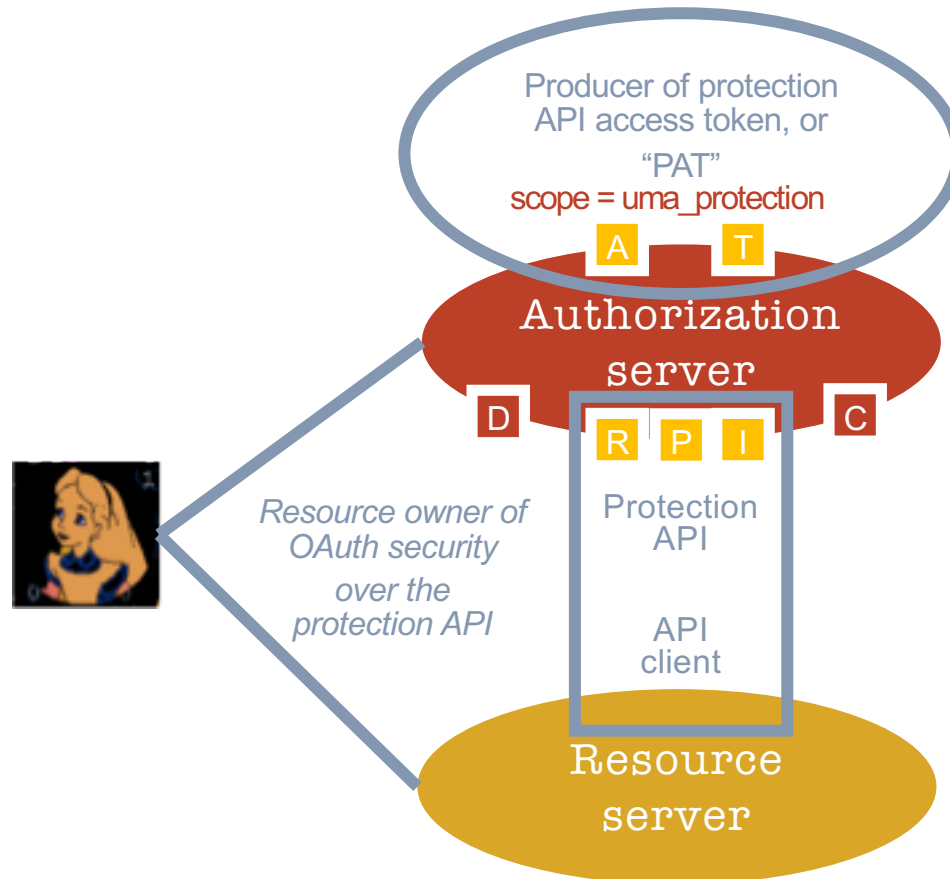 Producer of protection
API access token, or
“PAT”
scope = uma_protection
A
T
Authorization
server
D
C
R
P
I
Resource owner of
OAuth security
over the
protection API
Protection
API
API
client
Resource
server